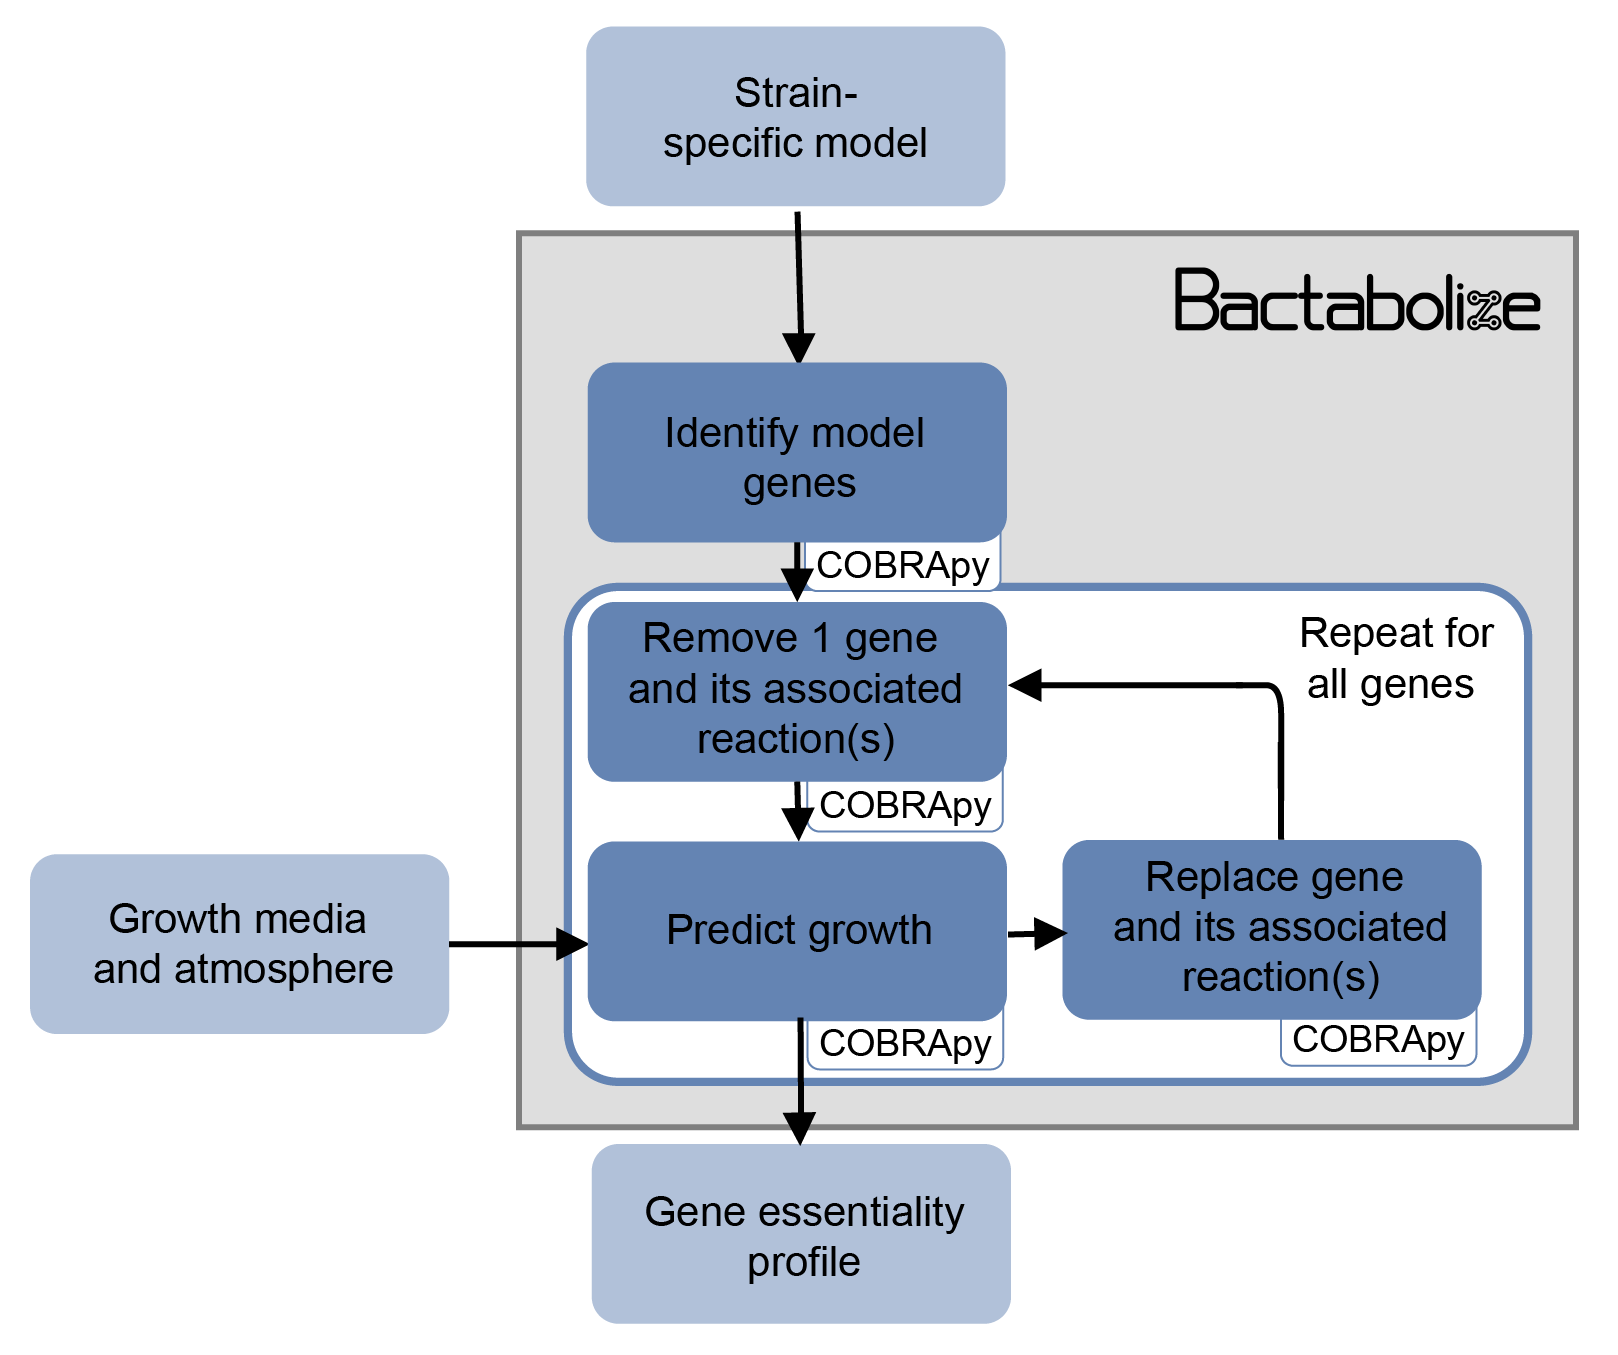 Strain-
specific model
Bactabolize
Identify model
genes
COBRApy
Remove 1 gene
and its associated
reaction(s)
Repeat for
all genes
COBRApy
Growth media
and atmosphere
Predict growth
Replace gene
and its associated
reaction(s)
COBRApy
COBRApy
Gene essentiality
profile